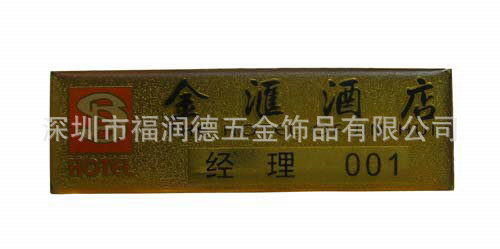 金滙酒店
深圳市福润德五金饰品有限公司
HOTEL
经理 001